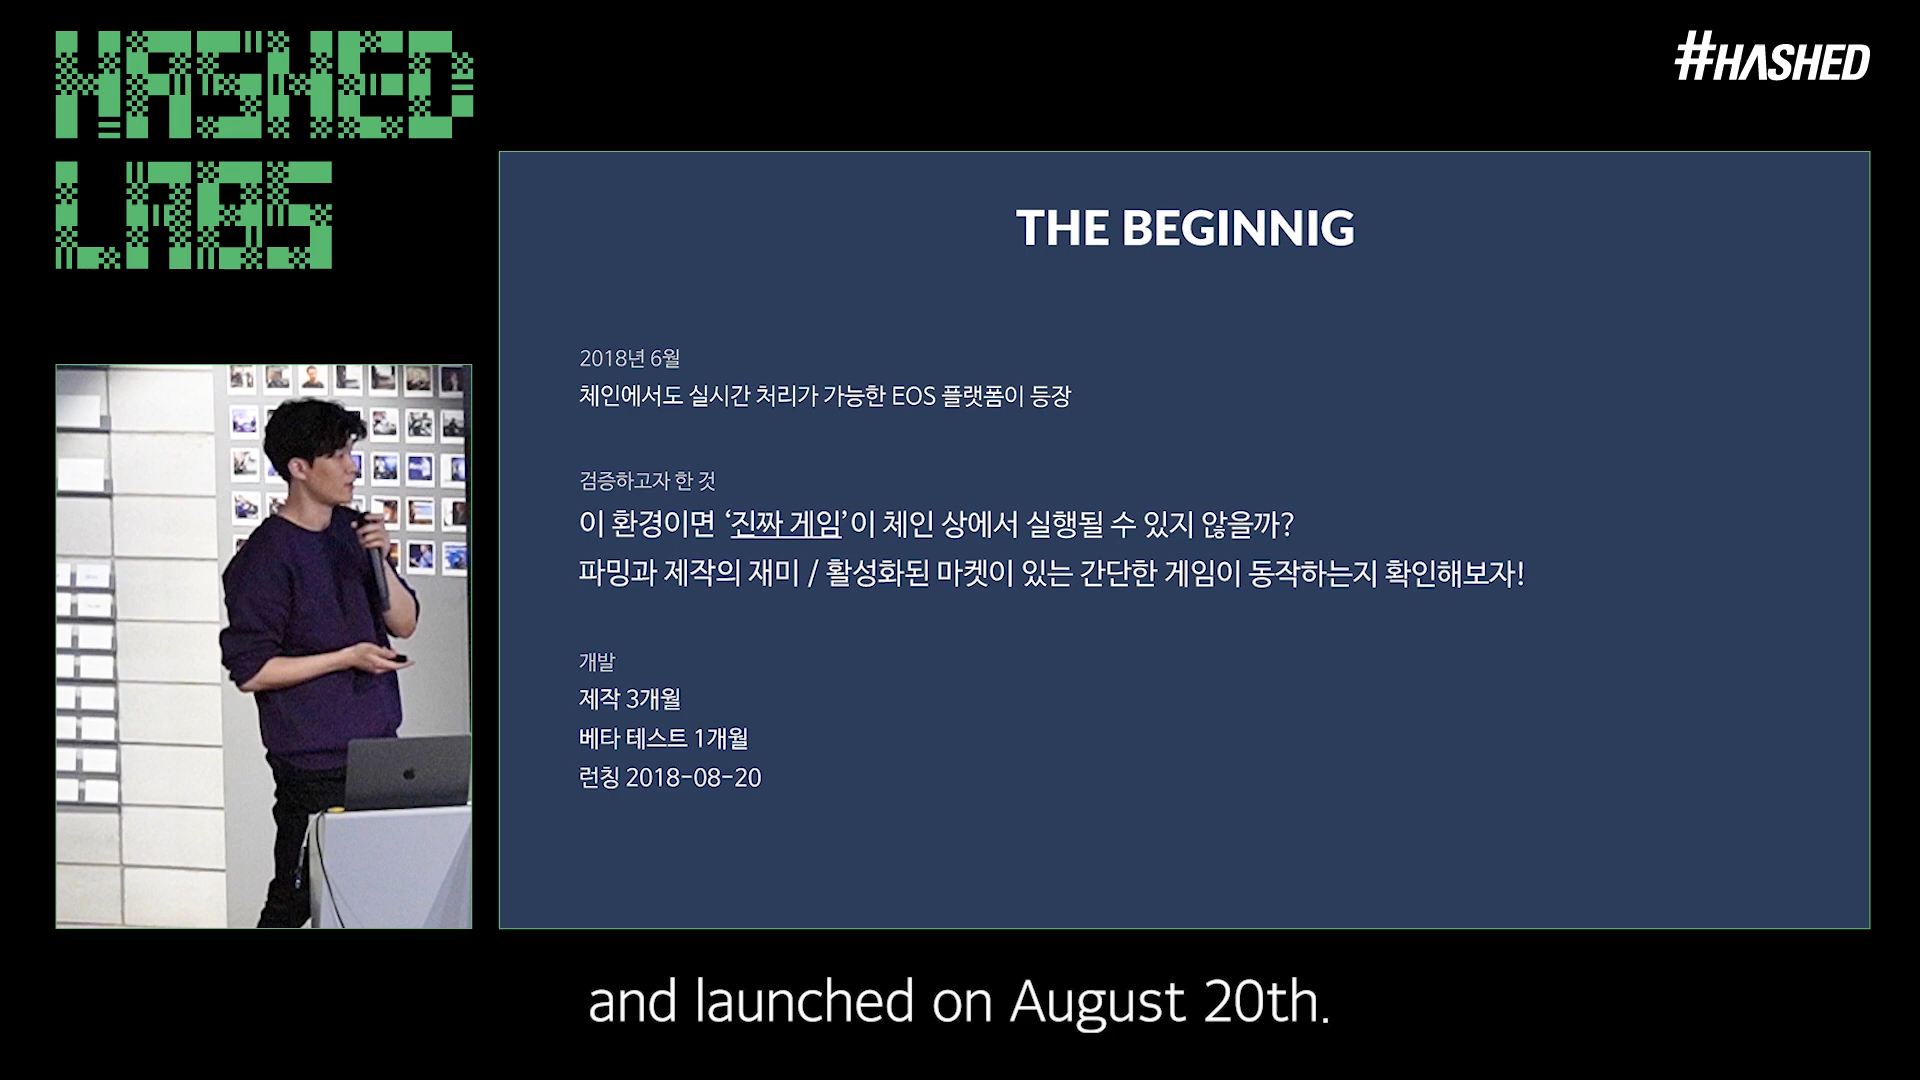 HASHED
LABS
#HASHED
THE BEGINNIG
2018년 6월
체인에서도 실시간 처리가 가능한 EOS 플랫폼이 등장
검증하고자 한 것
이 환경이면 ‘진짜 게임’이 체인 상에서 실행될 수 있지 않을까?
파밍과 제작의 재미 / 활성화된 마켓이 있는 간단한 게임이 동작하는지 확인해보자!
개발
제작 3개월
베타 테스트 1개월
런칭 2018-08-20
and launched on August 20th.